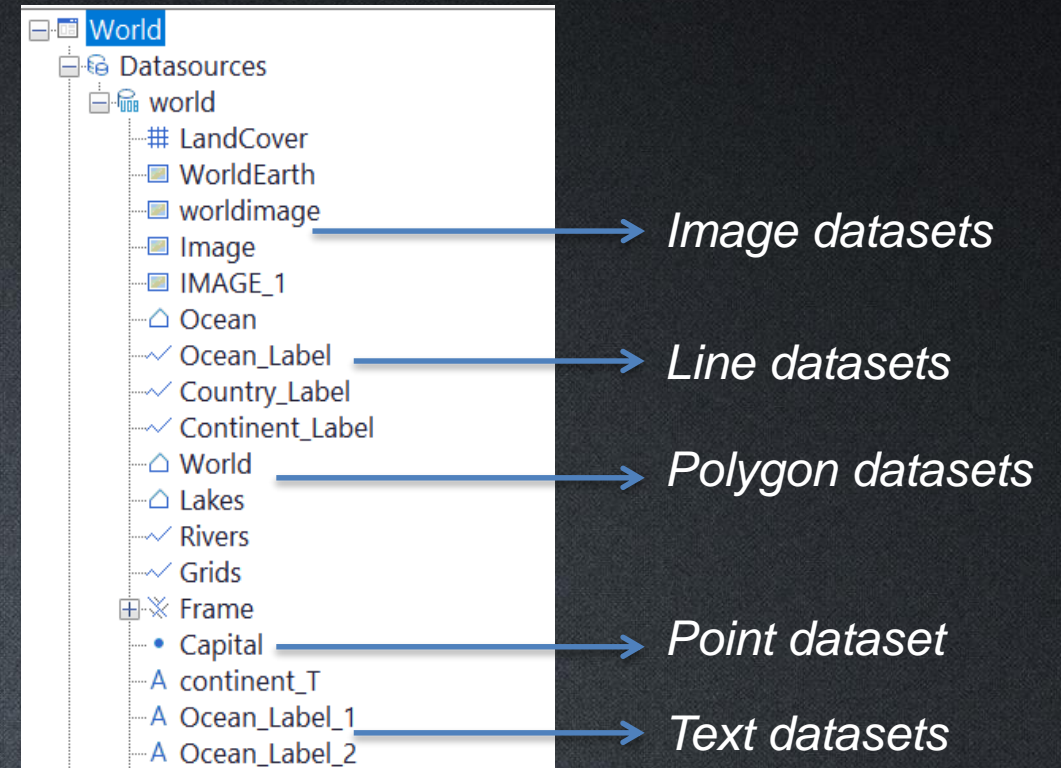 World
Datasources
world
LandCover
WorldEarth
worldimage
Image
IMAGE_1
Ocean
Ocean_Label
Country_Label
Continent_Label
World
Lakes
Rivers
Grids
Frame
Capital
continent_T
Ocean_Label_1
Ocean_Label_2
Image datasets
Line datasets
Polygon datasets
Point dataset
Text datasets